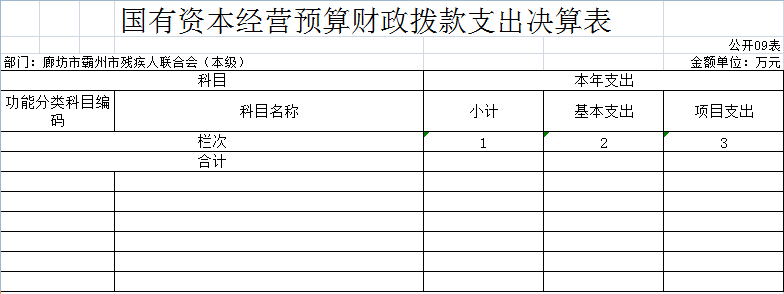 国有资本经营预算财政拨款支出决算表
公开09表
部门：廊坊市霸州市残疾人联合会（本级） 金额单位：万元
科目 本年支出
功能分类科目编码 科目名称 小计 基本支出 项目支出
栏次 1 2 3
合计